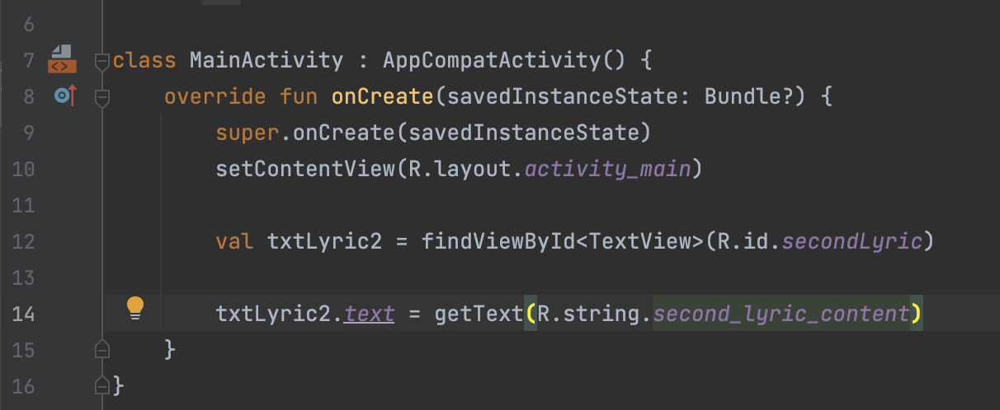 6
7 class MainActivity : AppCompatActivity() {
8 override fun onCreate(savedInstanceState: Bundle?) {
9 super.onCreate(savedInstanceState)
10 setContentView(R.layout.activity_main)
11
12 val txtLyric2 = findViewById<TextView>(R.id.secondLyric)
13
14 txtLyric2.text = getText(R.string.second_lyric_content)
15 }
16 }